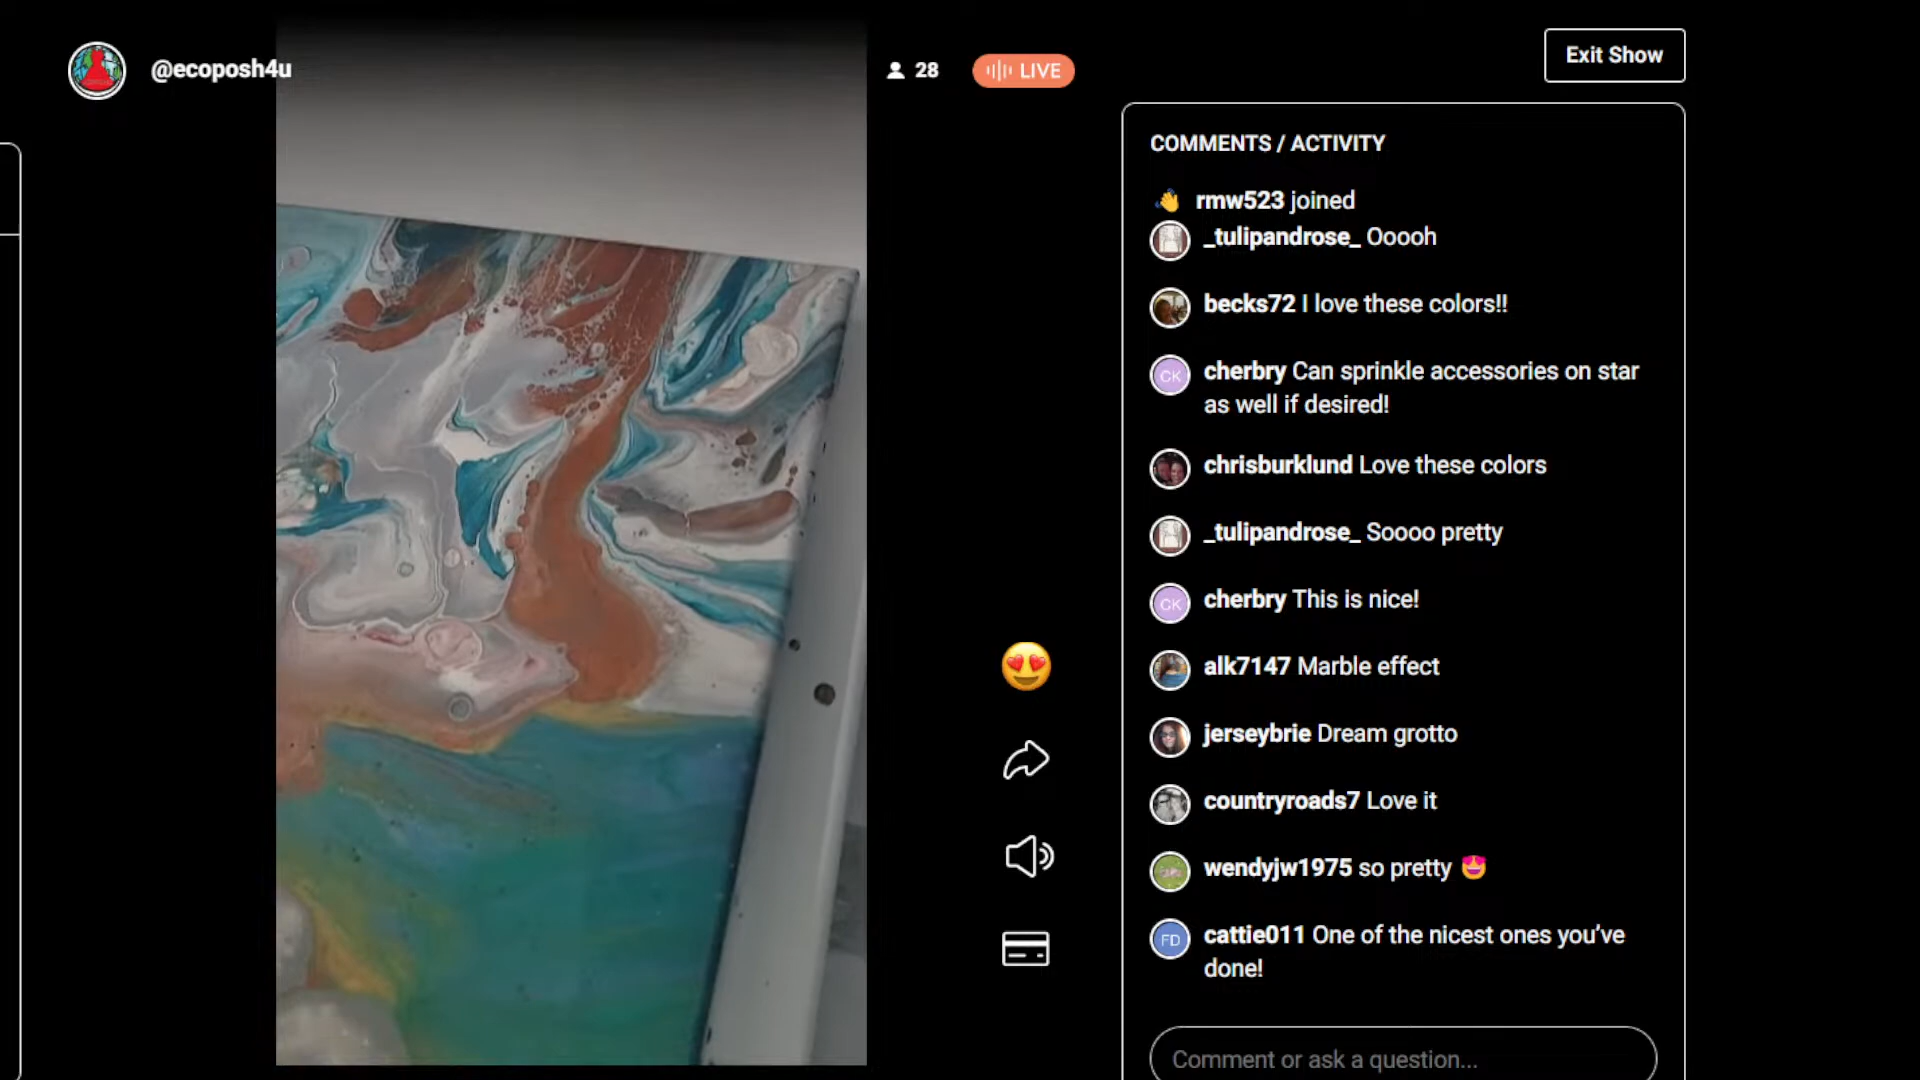 @ecoposh4u
28
LIVE
Exit Show
COMMENTS / ACTIVITY
rmw523 joined
_tulipandrose_ Ooooh
becks72 I love these colors!!
CK
cherbry Can sprinkle accessories on star
as well if desired!
chrisburklund Love these colors
_tulipandrose_ Soooo pretty
CK
cherbry This is nice!
alk7147 Marble effect
jerseybrie Dream grotto
countryroads7 Love it
wendyjw1975 so pretty 😍
FD
cattie011 One of the nicest ones you’ve
done!
Comment or ask a question...